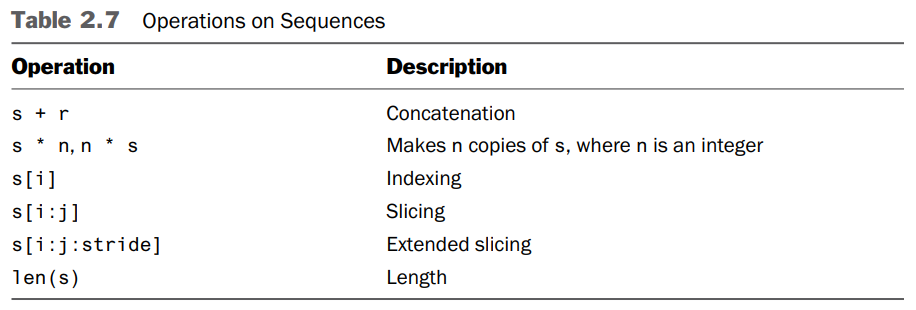 Table 2.7 Operations on Sequences
Operation Description
s + r Concatenation
s * n, n * s Makes n copies of s, where n is an integer
s[i] Indexing
s[i:j] Slicing
s[i:j:stride] Extended slicing
len(s) Length